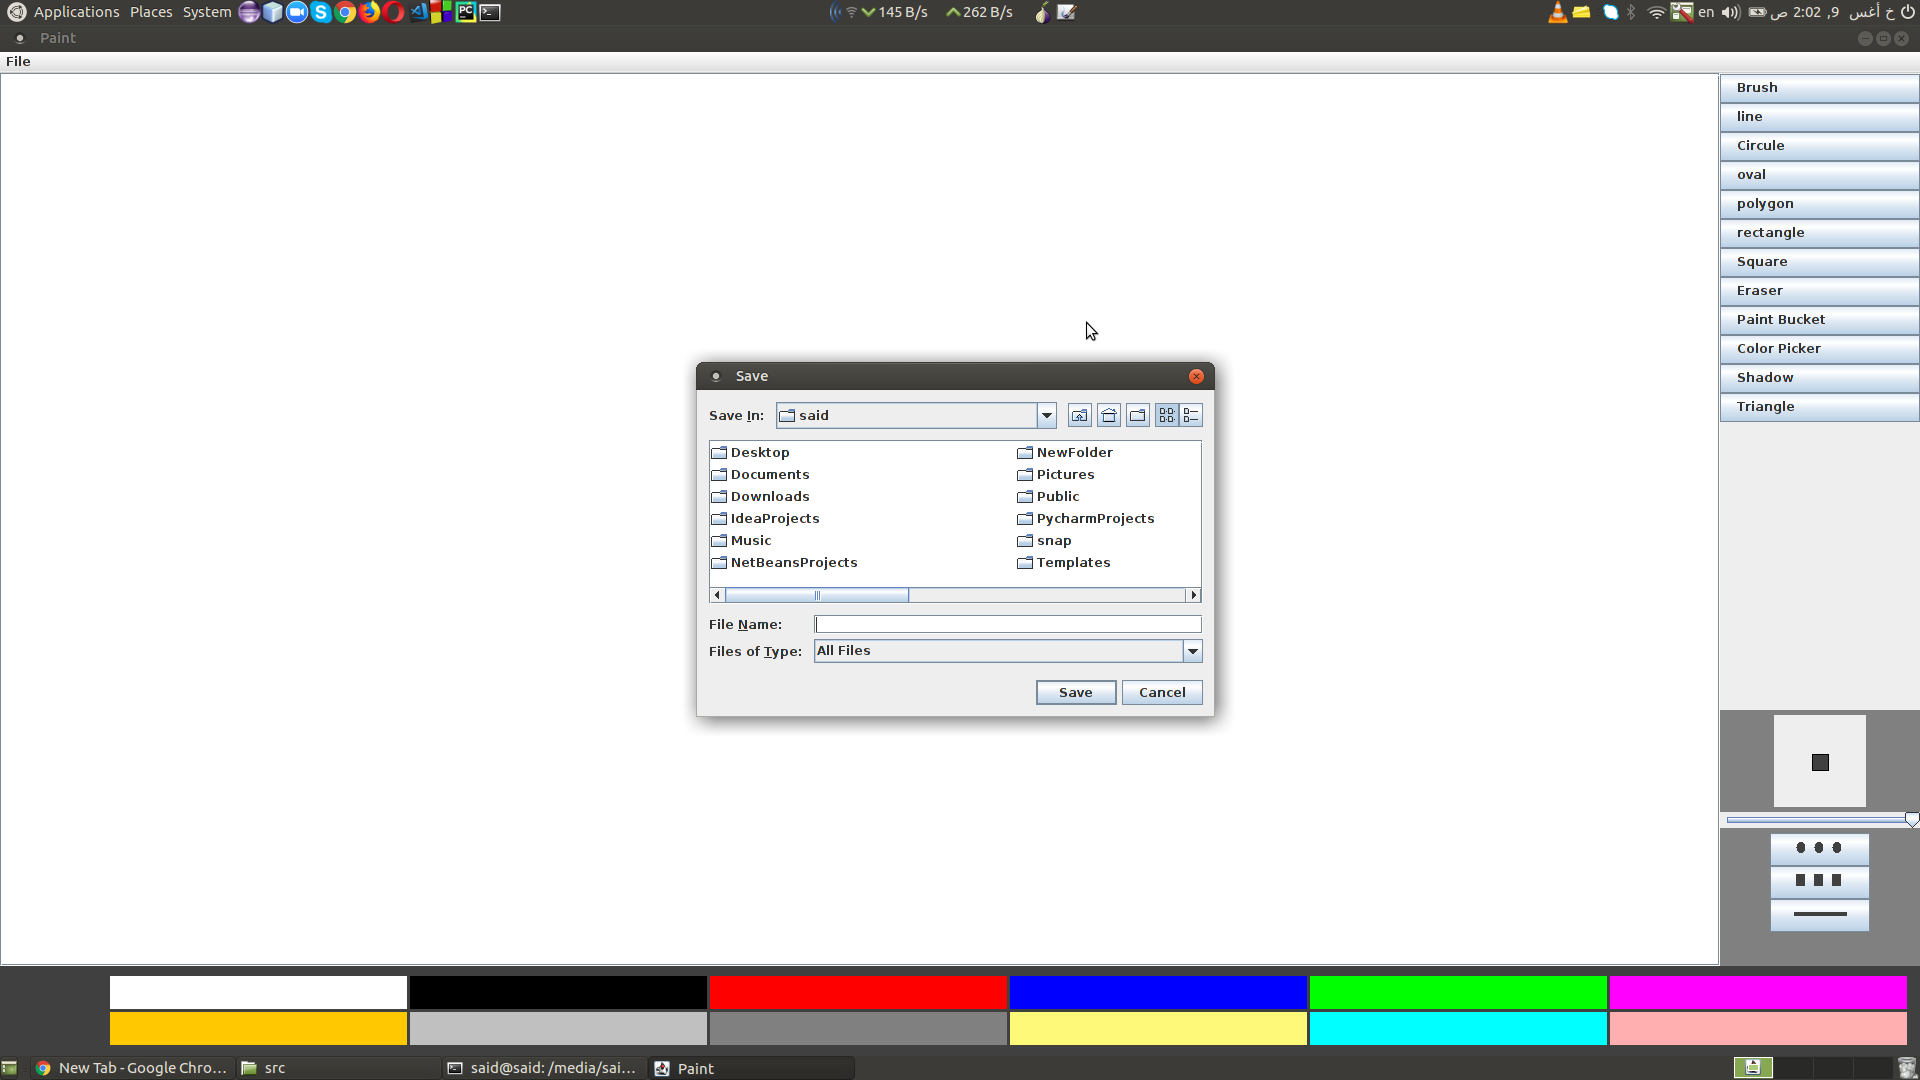 Applications Places System
145 B/s 262 B/s
en خ أغس 9, 2:02 ص
Paint
File
Brush
line
Circule
oval
polygon
rectangle
Square
Eraser
Paint Bucket
Color Picker
Shadow
Triangle
Save
Save In: said
Desktop NewFolder
Documents Pictures
Downloads Public
IdeaProjects PycharmProjects
Music snap
NetBeansProjects Templates
File Name:
Files of Type: All Files
Save Cancel
New Tab - Google Chro... src said@said: /media/sai... Paint